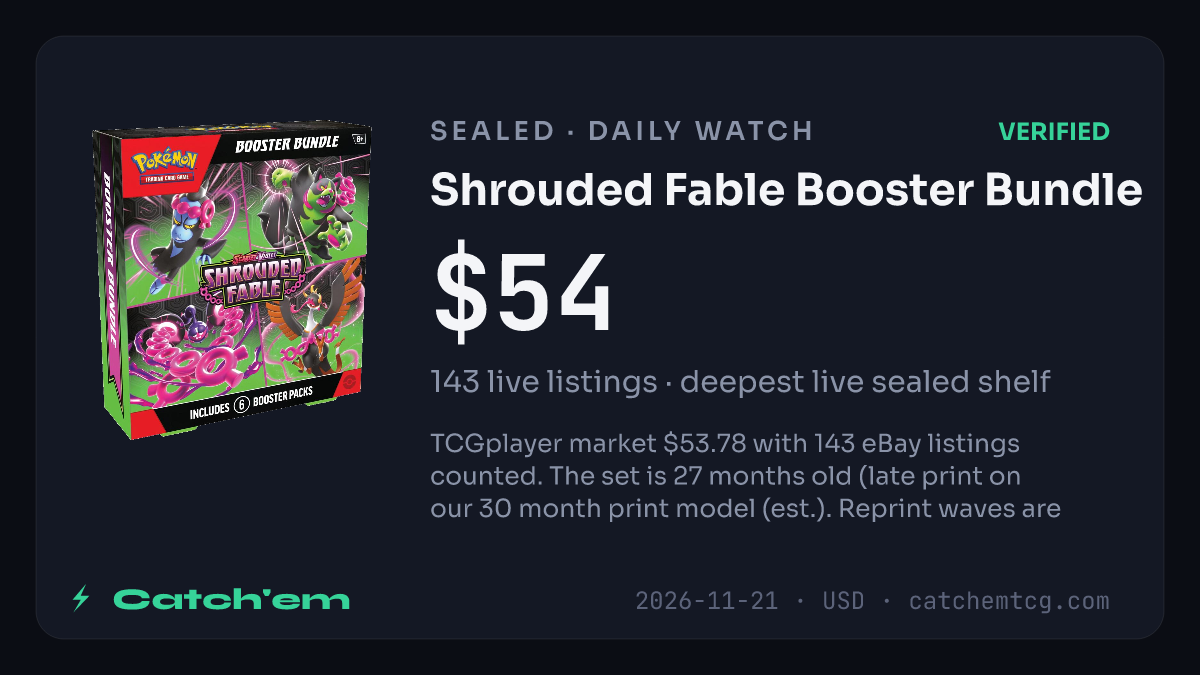 SEALED · DAILY WATCH
VERIFIED
Shrouded Fable Booster Bundle
$54
143 live listings · deepest live sealed shelf
TCGplayer market $53.78 with 143 eBay listings
counted. The set is 27 months old (late print on
our 30 month print model (est.). Reprint waves are
BOOSTER BUNDLE
6+
POKéMON
TRADING CARD GAME
BOOSTER BUNDLE
SHROUDED
FABLE
INCLUDES 6 BOOSTER PACKS
Catch'em
2026-11-21 · USD · catchemtcg.com